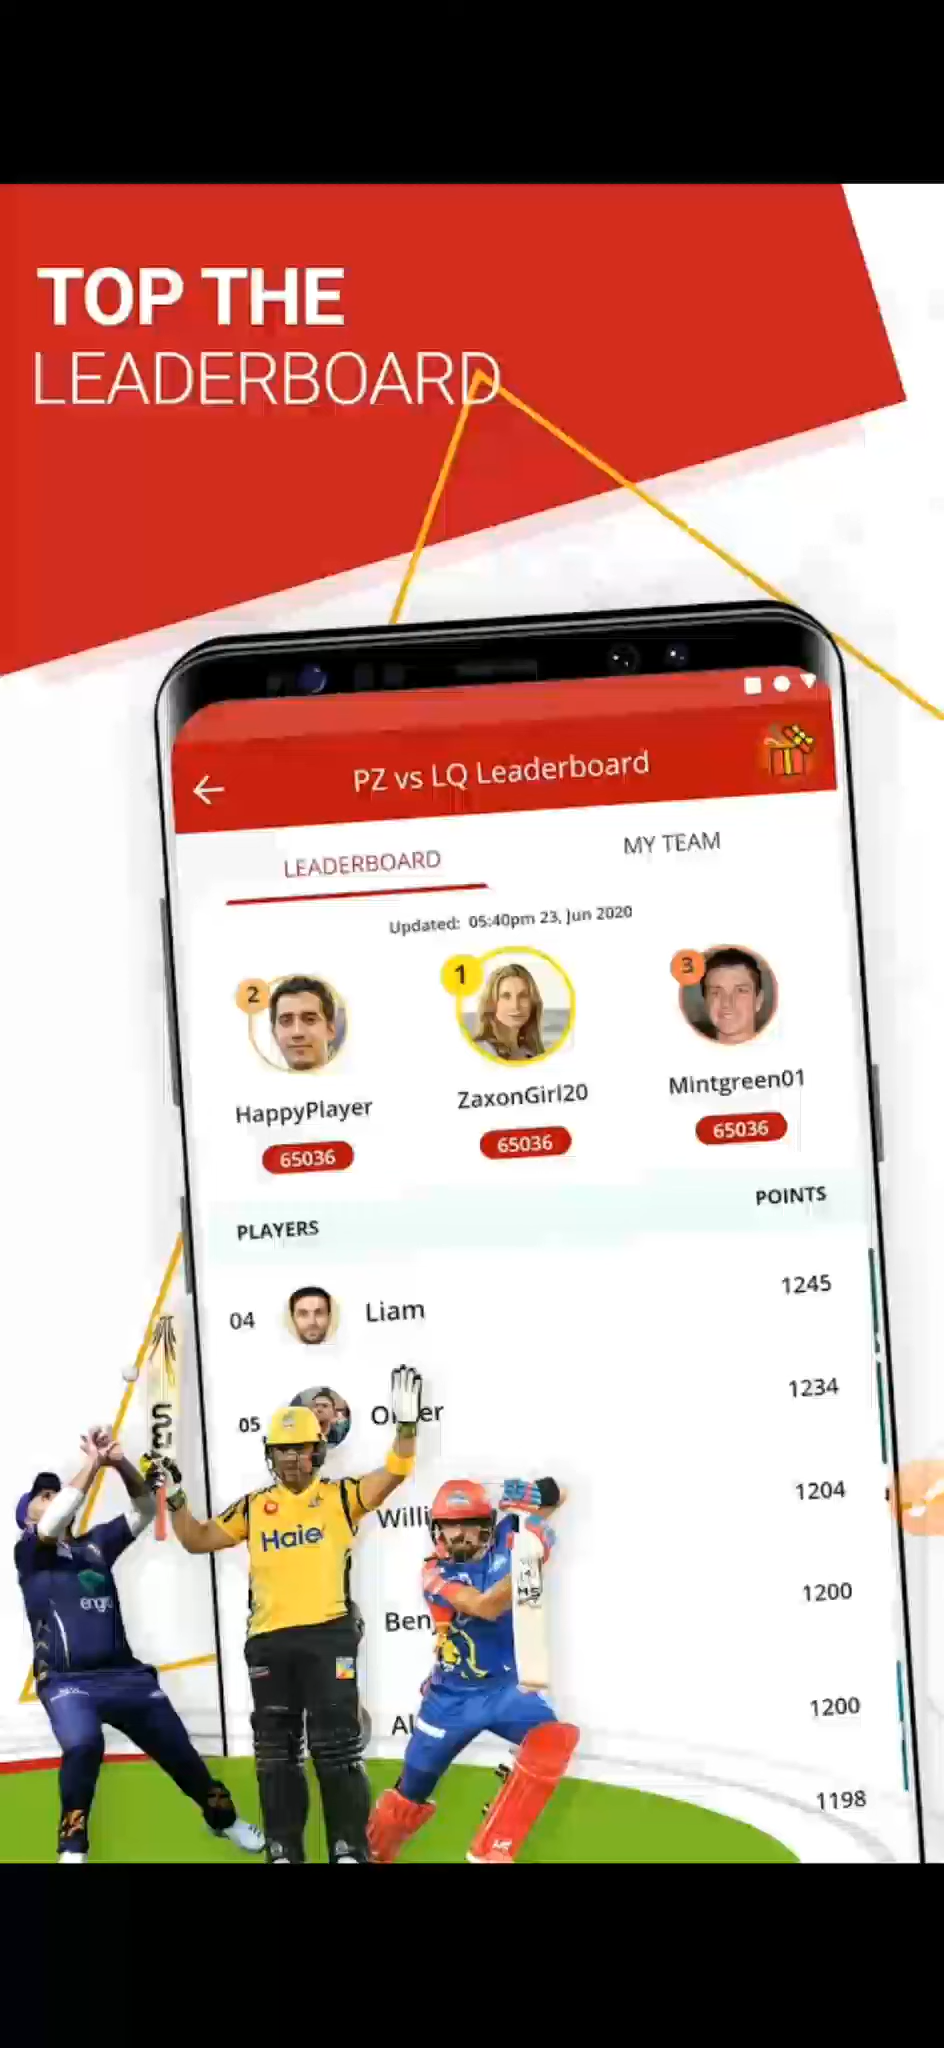 TOP THE
LEADERBOARD
PZ vs LQ Leaderboard
LEADERBOARD
MY TEAM
Updated: 05:40pm 23, Jun 2020
2
1
3
HappyPlayer
ZaxonGirl20
Mintgreen01
65036
65036
65036
PLAYERS
POINTS
04
Liam
1245
05
1234
1204
1200
1200
1198
Haier